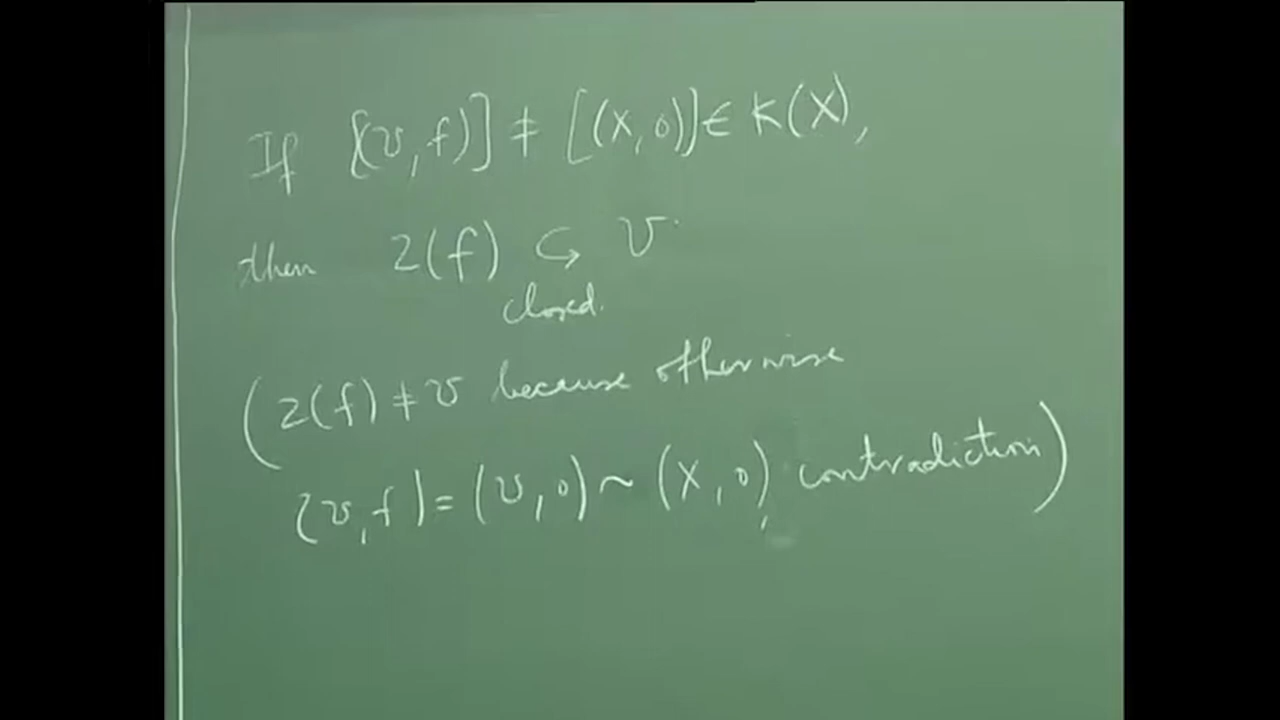 If [(U, f)] ≠ [(X, 0)] ∈ K(X),
then Z(f) ⊊ U.
closed.
(Z(f) ≠ U because otherwise
(U, f) = (U, 0) ~ (X, 0), contradiction)